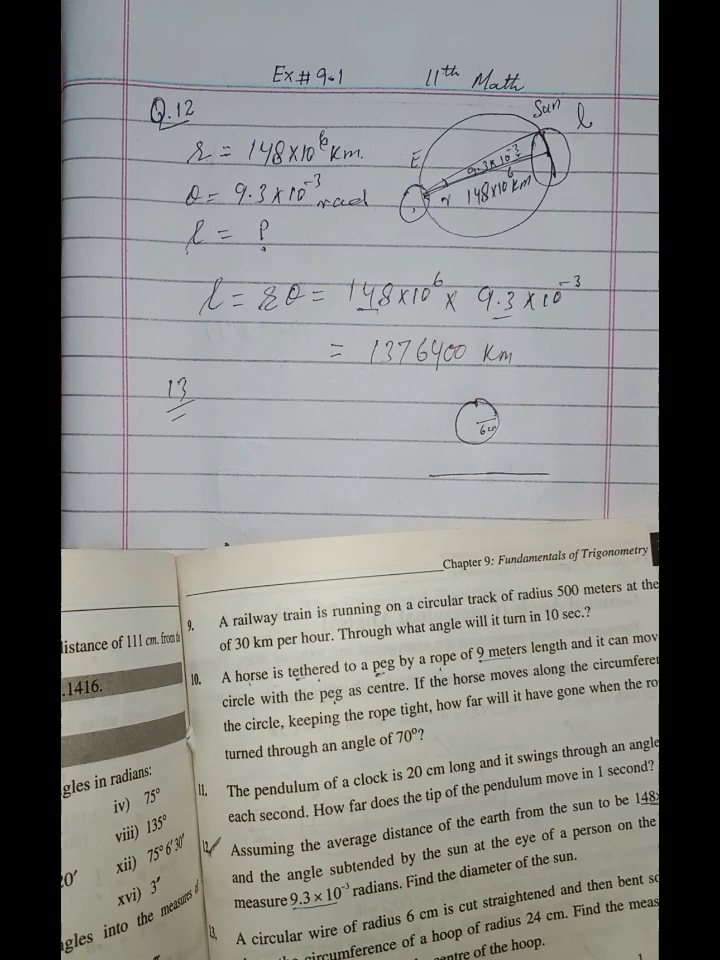 Ex # 9.1 11th Math
Q.12
Sun l
r = 148×10⁶ km.
E 9.3×10⁻³
θ = 9.3×10⁻³ rad
r 148×10⁶ km
l = ?
l = rθ = 148×10⁶ × 9.3×10⁻³
= 1376400 km
13
6cm
Chapter 9: Fundamentals of Trigonometry
9. A railway train is running on a circular track of radius 500 meters at the
of 30 km per hour. Through what angle will it turn in 10 sec.?
10. A horse is tethered to a peg by a rope of 9 meters length and it can mov
circle with the peg as centre. If the horse moves along the circumfere
the circle, keeping the rope tight, how far will it have gone when the ro
turned through an angle of 70°?
11. The pendulum of a clock is 20 cm long and it swings through an angle
each second. How far does the tip of the pendulum move in 1 second?
12. Assuming the average distance of the earth from the sun to be 148
and the angle subtended by the sun at the eye of a person on the
measure 9.3 × 10⁻³ radians. Find the diameter of the sun.
13. A circular wire of radius 6 cm is cut straightened and then bent so
circumference of a hoop of radius 24 cm. Find the meas
centre of the hoop.
distance of 111 cm. from
.1416.
gles in radians:
iv) 75°
viii) 135°
20′ xii) 75° 6′ 30″
xvi) 3″
ngles into the measures of